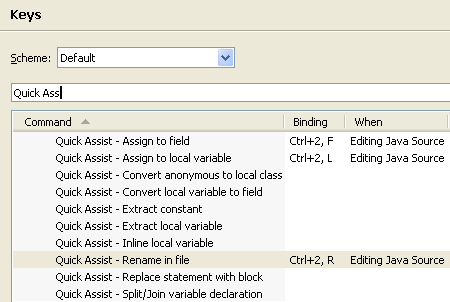 Keys
Scheme: Default
Quick Ass
Command Binding When
Quick Assist - Assign to field Ctrl+2, F Editing Java Source
Quick Assist - Assign to local variable Ctrl+2, L Editing Java Source
Quick Assist - Convert anonymous to local class
Quick Assist - Convert local variable to field
Quick Assist - Extract constant
Quick Assist - Extract local variable
Quick Assist - Inline local variable
Quick Assist - Rename in file Ctrl+2, R Editing Java Source
Quick Assist - Replace statement with block
Quick Assist - Split/Join variable declaration